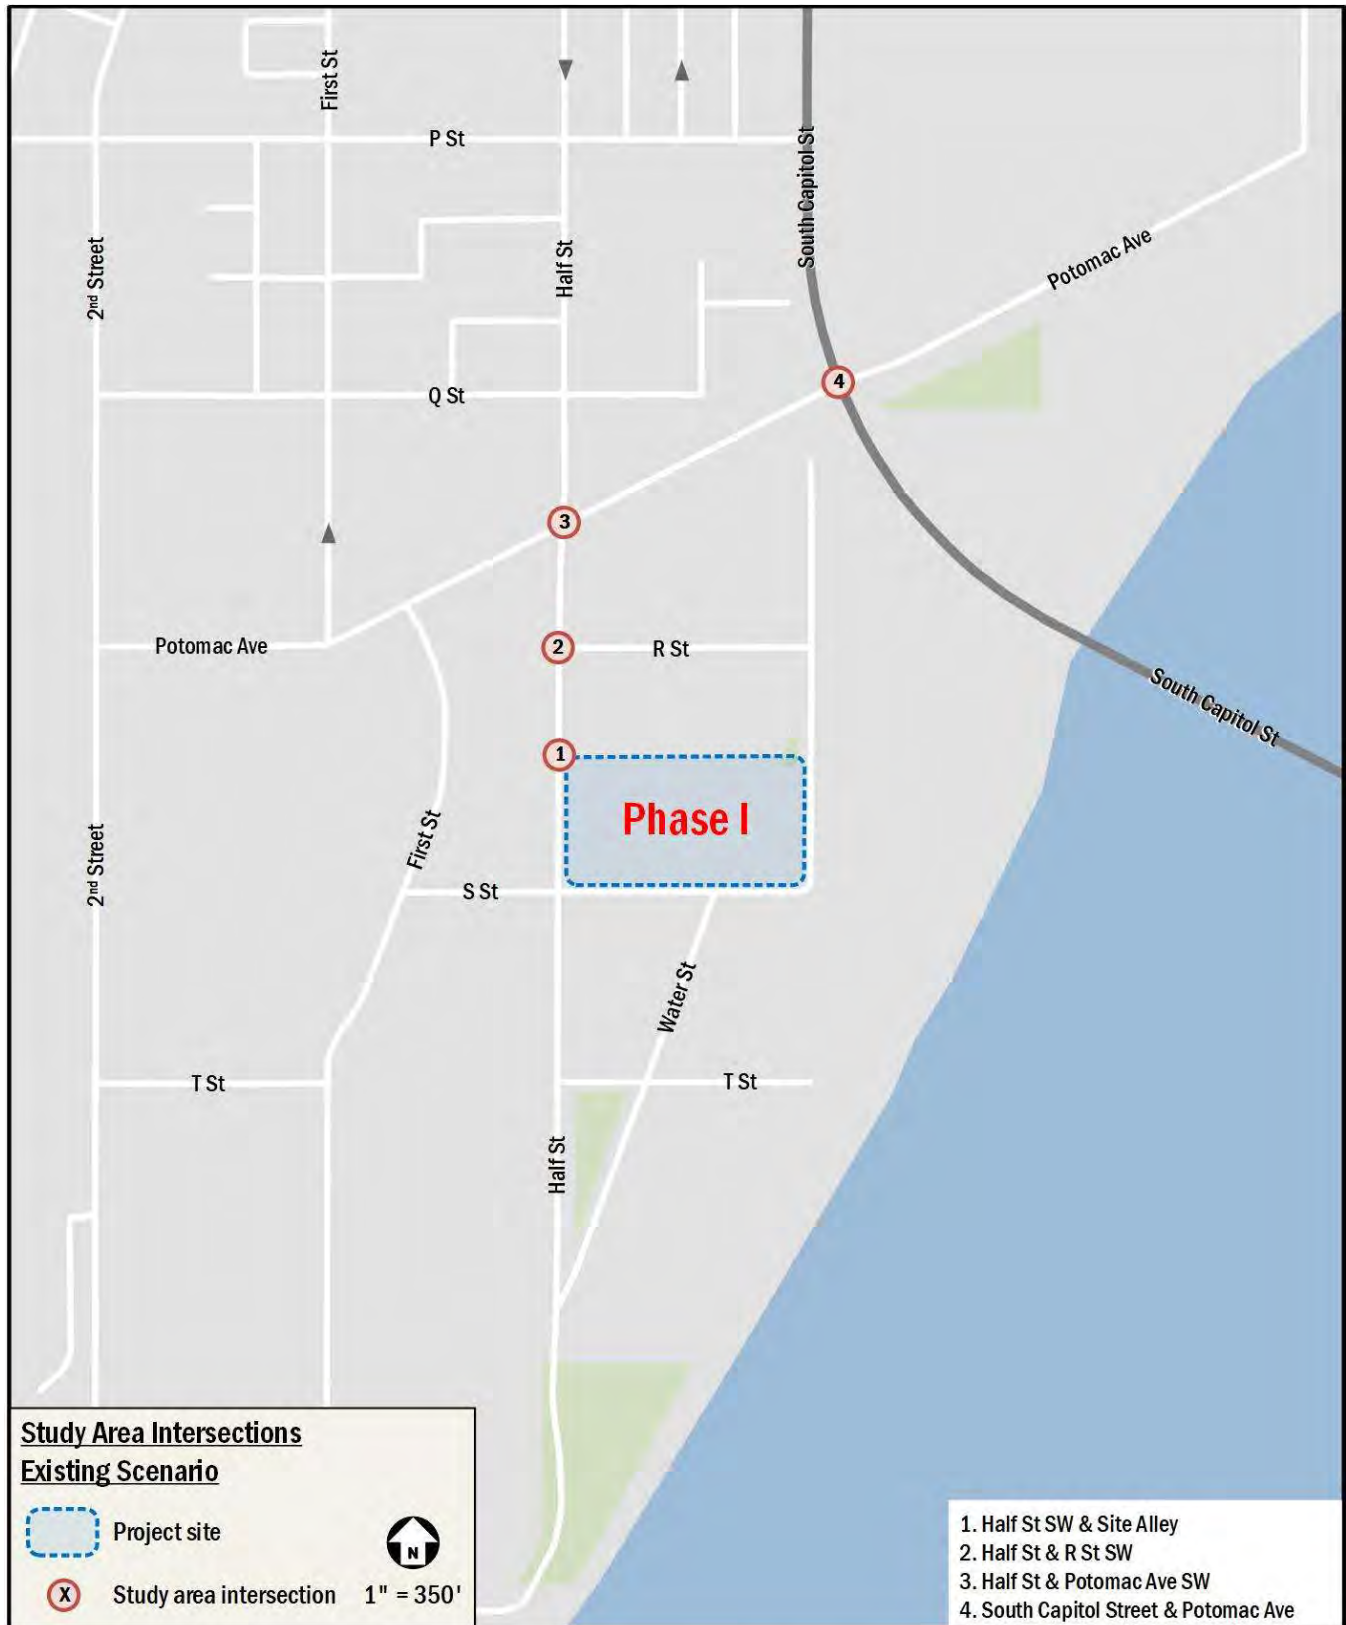 First St
P St
South Capitol St
2nd Street
Half St
Potomac Ave
4
Q St
3
Potomac Ave
2
R St
South Capitol St
1
Phase I
First St
2nd Street
S St
Water St
T St
T St
Half St
Study Area Intersections
Existing Scenario
Project site
N
X Study area intersection 1" = 350'
1. Half St SW & Site Alley
2. Half St & R St SW
3. Half St & Potomac Ave SW
4. South Capitol Street & Potomac Ave